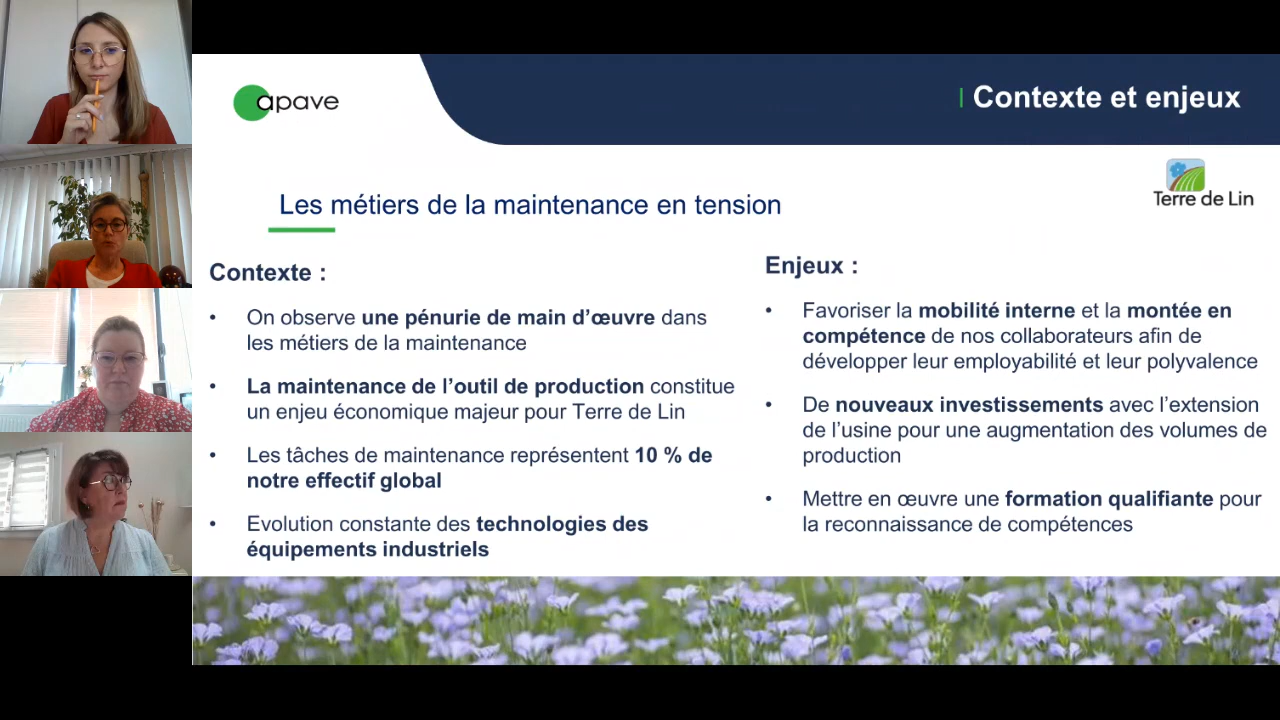 apave
Contexte et enjeux
Terre de Lin
Les métiers de la maintenance en tension
Contexte :
• On observe une pénurie de main d’œuvre dans
les métiers de la maintenance
• La maintenance de l’outil de production constitue
un enjeu économique majeur pour Terre de Lin
• Les tâches de maintenance représentent 10 % de
notre effectif global
• Evolution constante des technologies des
équipements industriels
Enjeux :
• Favoriser la mobilité interne et la montée en
compétence de nos collaborateurs afin de
développer leur employabilité et leur polyvalence
• De nouveaux investissements avec l’extension
de l’usine pour une augmentation des volumes de
production
• Mettre en œuvre une formation qualifiante pour
la reconnaissance de compétences